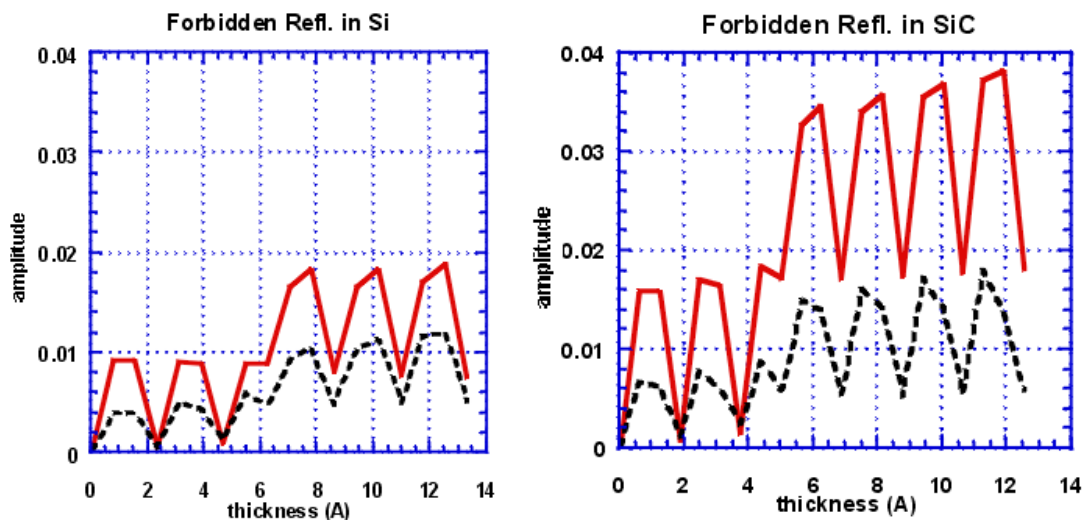 Forbidden Refl. in Si
0.04
0.03
0.02
0.01
0
amplitude
0 2 4 6 8 10 12 14
thickness (A)
Forbidden Refl. in SiC
0.04
0.03
0.02
0.01
0
amplitude
0 2 4 6 8 10 12 14
thickness (A)